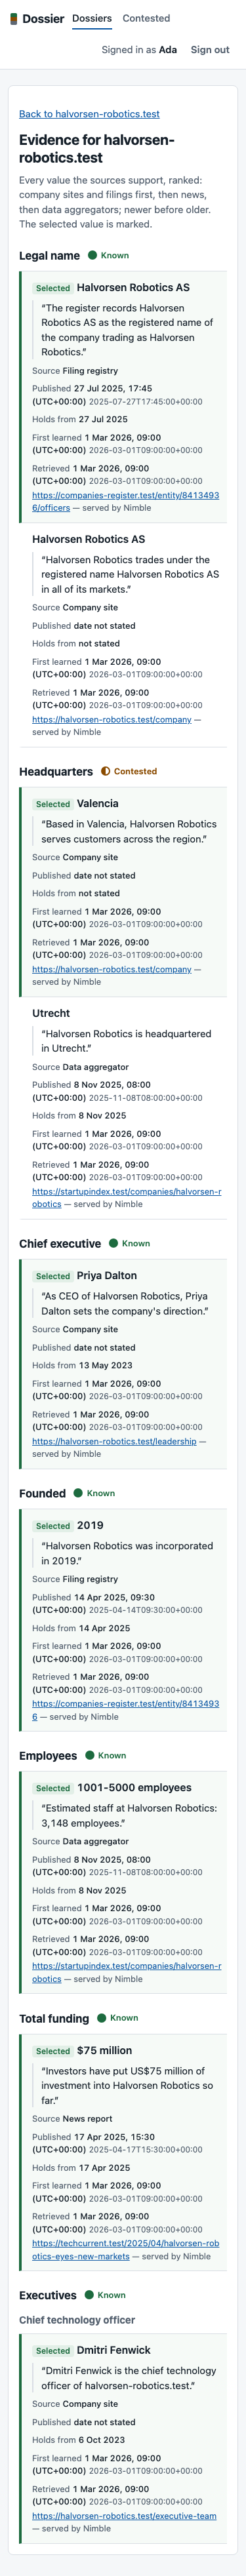 Dossier Dossiers Contested
Signed in as Ada Sign out
Back to halvorsen-robotics.test
Evidence for halvorsen-
robotics.test
Every value the sources support, ranked:
company sites and filings first, then news,
then data aggregators; never before older.
The selected value is marked.
Legal name Known
Selected Halvorsen Robotics AS
“The register records Halvorsen
Robotics AS as the registered name of
the company trading as Halvorsen
Robotics.”
Source Filing registry
Published 27 Jul 2025, 17:45
(UTC+00:00) 2025-07-27T17:45:00+00:00
Holds from 27 Jul 2025
First learned 1 Mar 2026, 09:00
(UTC+00:00) 2026-03-01T09:00:00+00:00
Retrieved 1 Mar 2026, 09:00
(UTC+00:00) 2026-03-01T09:00:00+00:00
https://companies-register.test/entity/8413493
6/officers — served by Nimble
Halvorsen Robotics AS
“Halvorsen Robotics trades under the
registered name Halvorsen Robotics AS
in all of its markets.”
Source Company site
Published date not stated
Holds from not stated
First learned 1 Mar 2026, 09:00
(UTC+00:00) 2026-03-01T09:00:00+00:00
Retrieved 1 Mar 2026, 09:00
(UTC+00:00) 2026-03-01T09:00:00+00:00
https://halvorsen-robotics.test/company —
served by Nimble
Headquarters Contested
Selected Valencia
“Based in Valencia, Halvorsen Robotics
serves customers across the region.”
Source Company site
Published date not stated
Holds from not stated
First learned 1 Mar 2026, 09:00
(UTC+00:00) 2026-03-01T09:00:00+00:00
Retrieved 1 Mar 2026, 09:00
(UTC+00:00) 2026-03-01T09:00:00+00:00
https://halvorsen-robotics.test/company —
served by Nimble
Utrecht
“Halvorsen Robotics is headquartered
in Utrecht.”
Source Data aggregator
Published 8 Nov 2025, 08:00
(UTC+00:00) 2025-11-08T08:00:00+00:00
Holds from 8 Nov 2025
First learned 1 Mar 2026, 09:00
(UTC+00:00) 2026-03-01T09:00:00+00:00
Retrieved 1 Mar 2026, 09:00
(UTC+00:00) 2026-03-01T09:00:00+00:00
https://startupindex.test/companies/halvorsen-r
obotics — served by Nimble
Chief executive Known
Selected Priya Dalton
“As CEO of Halvorsen Robotics, Priya
Dalton sets the company's direction.”
Source Company site
Published date not stated
Holds from 13 May 2023
First learned 1 Mar 2026, 09:00
(UTC+00:00) 2026-03-01T09:00:00+00:00
Retrieved 1 Mar 2026, 09:00
(UTC+00:00) 2026-03-01T09:00:00+00:00
https://halvorsen-robotics.test/leadership —
served by Nimble
Founded Known
Selected 2019
“Halvorsen Robotics was incorporated
in 2019.”
Source Filing registry
Published 14 Apr 2025, 09:30
(UTC+00:00) 2025-04-14T09:30:00+00:00
Holds from 14 Apr 2025
First learned 1 Mar 2026, 09:00
(UTC+00:00) 2026-03-01T09:00:00+00:00
Retrieved 1 Mar 2026, 09:00
(UTC+00:00) 2026-03-01T09:00:00+00:00
https://companies-register.test/entity/8413493
6 — served by Nimble
Employees Known
Selected 1001-5000 employees
“Estimated staff at Halvorsen Robotics:
3,148 employees.”
Source Data aggregator
Published 8 Nov 2025, 08:00
(UTC+00:00) 2025-11-08T08:00:00+00:00
Holds from 8 Nov 2025
First learned 1 Mar 2026, 09:00
(UTC+00:00) 2026-03-01T09:00:00+00:00
Retrieved 1 Mar 2026, 09:00
(UTC+00:00) 2026-03-01T09:00:00+00:00
https://startupindex.test/companies/halvorsen-r
obotics — served by Nimble
Total funding Known
Selected $75 million
“Investors have put US$75 million of
investment into Halvorsen Robotics so
far.”
Source News report
Published 17 Apr 2025, 15:30
(UTC+00:00) 2025-04-17T15:30:00+00:00
Holds from 17 Apr 2025
First learned 1 Mar 2026, 09:00
(UTC+00:00) 2026-03-01T09:00:00+00:00
Retrieved 1 Mar 2026, 09:00
(UTC+00:00) 2026-03-01T09:00:00+00:00
https://techcurrent.test/2025/04/halvorsen-rob
otics-eyes-new-markets — served by Nimble
Executives Known
Chief technology officer
Selected Dmitri Fenwick
“Dmitri Fenwick is the chief technology
officer of halvorsen-robotics.test.”
Source Company site
Published date not stated
Holds from 6 Oct 2023
First learned 1 Mar 2026, 09:00
(UTC+00:00) 2026-03-01T09:00:00+00:00
Retrieved 1 Mar 2026, 09:00
(UTC+00:00) 2026-03-01T09:00:00+00:00
https://halvorsen-robotics.test/executive-team
— served by Nimble